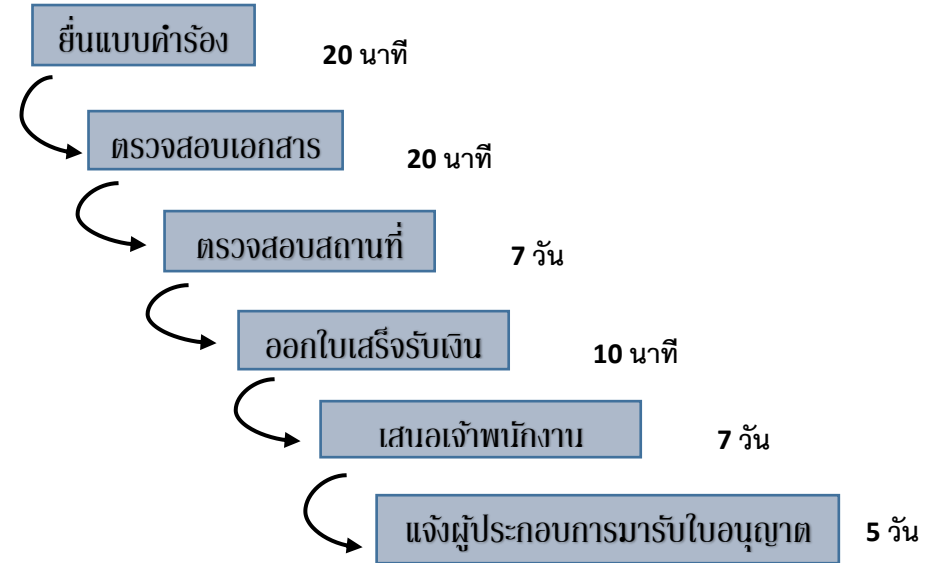 ยื่นแบบคำร้อง 20 นาที
ตรวจสอบเอกสาร 20 นาที
ตรวจสอบสถานที่ 7 วัน
ออกใบเสร็จรับเงิน 10 นาที
เสนอเจ้าพนักงาน 7 วัน
แจ้งผู้ประกอบการมารับใบอนุญาต 5 วัน